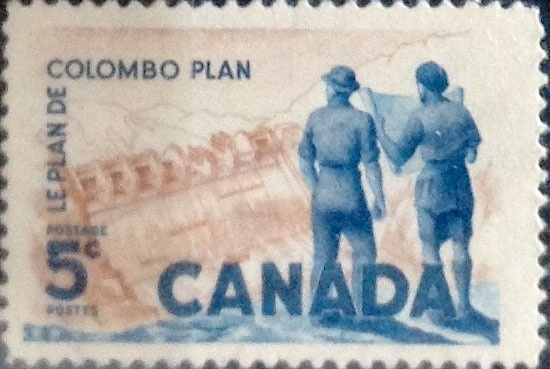 COLOMBO PLAN
LE PLAN DE
POSTAGE
5¢
POSTES
CANADA